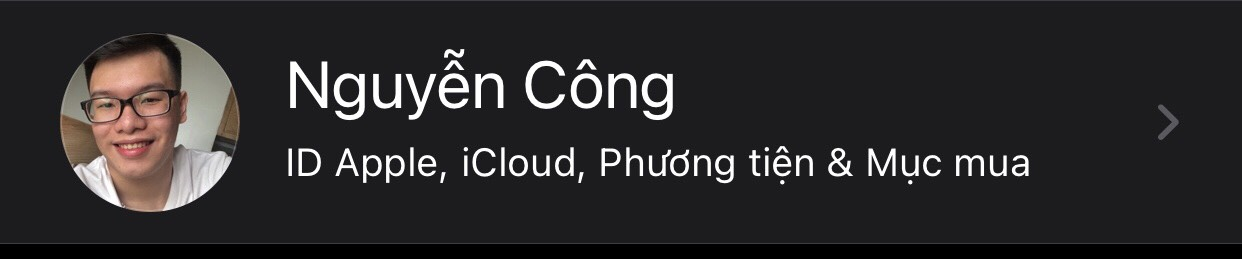 Nguyễn Công
ID Apple, iCloud, Phương tiện & Mục mua